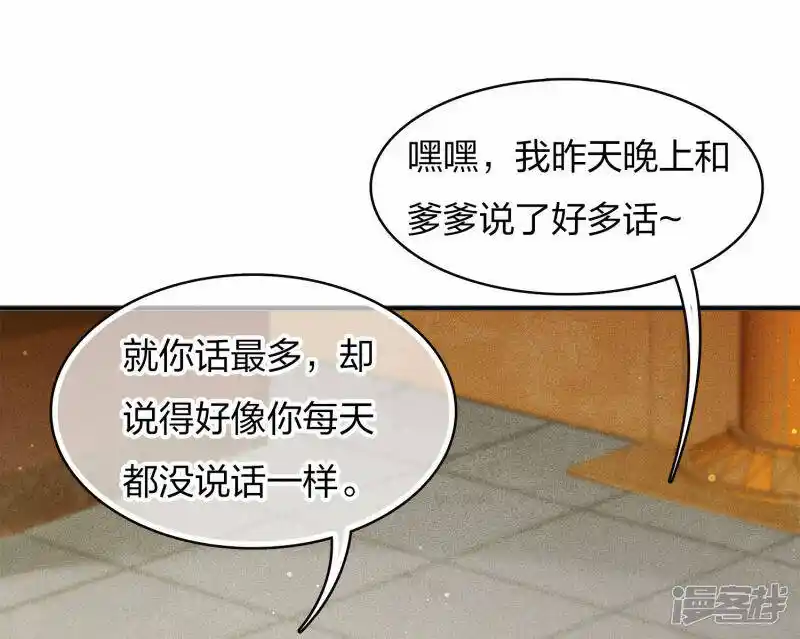 嘿嘿，我昨天晚上和
爹爹说了好多话~
就你话最多，却
说得好像你每天
都没说话一样。
漫客栈